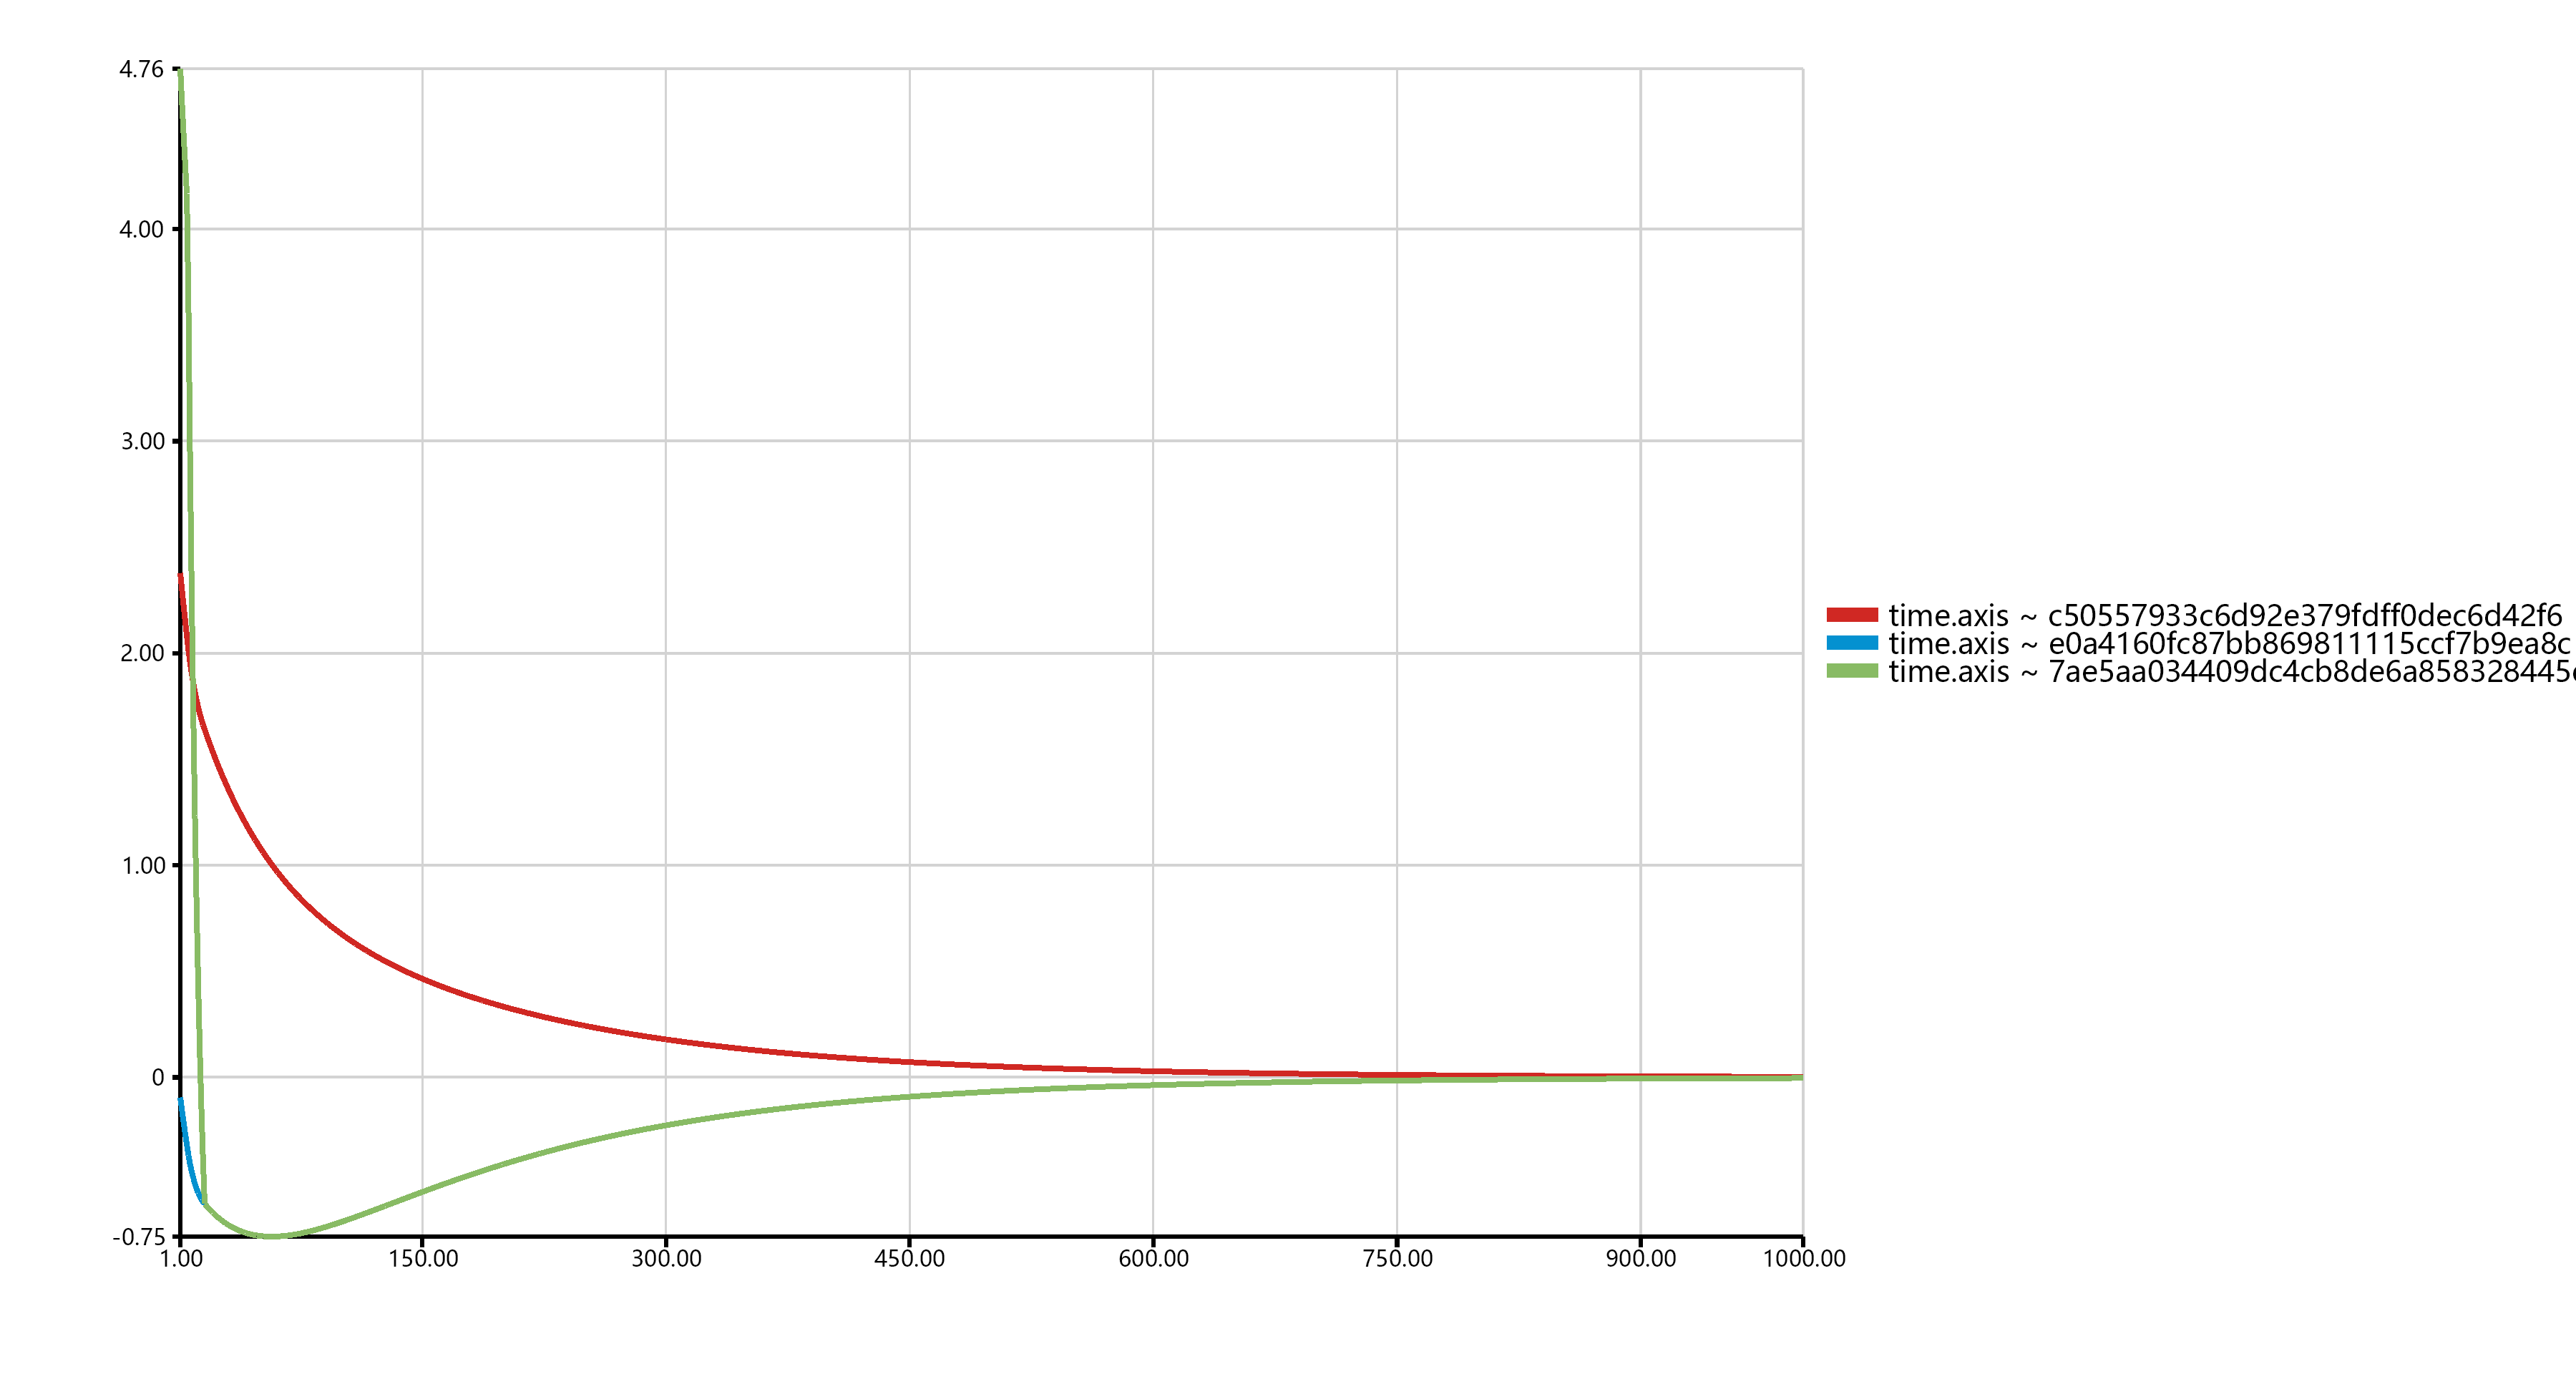 4.76
4.00
3.00
2.00
1.00
0
-0.75
1.00 150.00 300.00 450.00 600.00 750.00 900.00 1000.00
time.axis ~ c50557933c6d92e379fdff0dec6d42f6
time.axis ~ e0a4160fc87bb869811115ccf7b9ea8c
time.axis ~ 7ae5aa034409dc4cb8de6a858328445